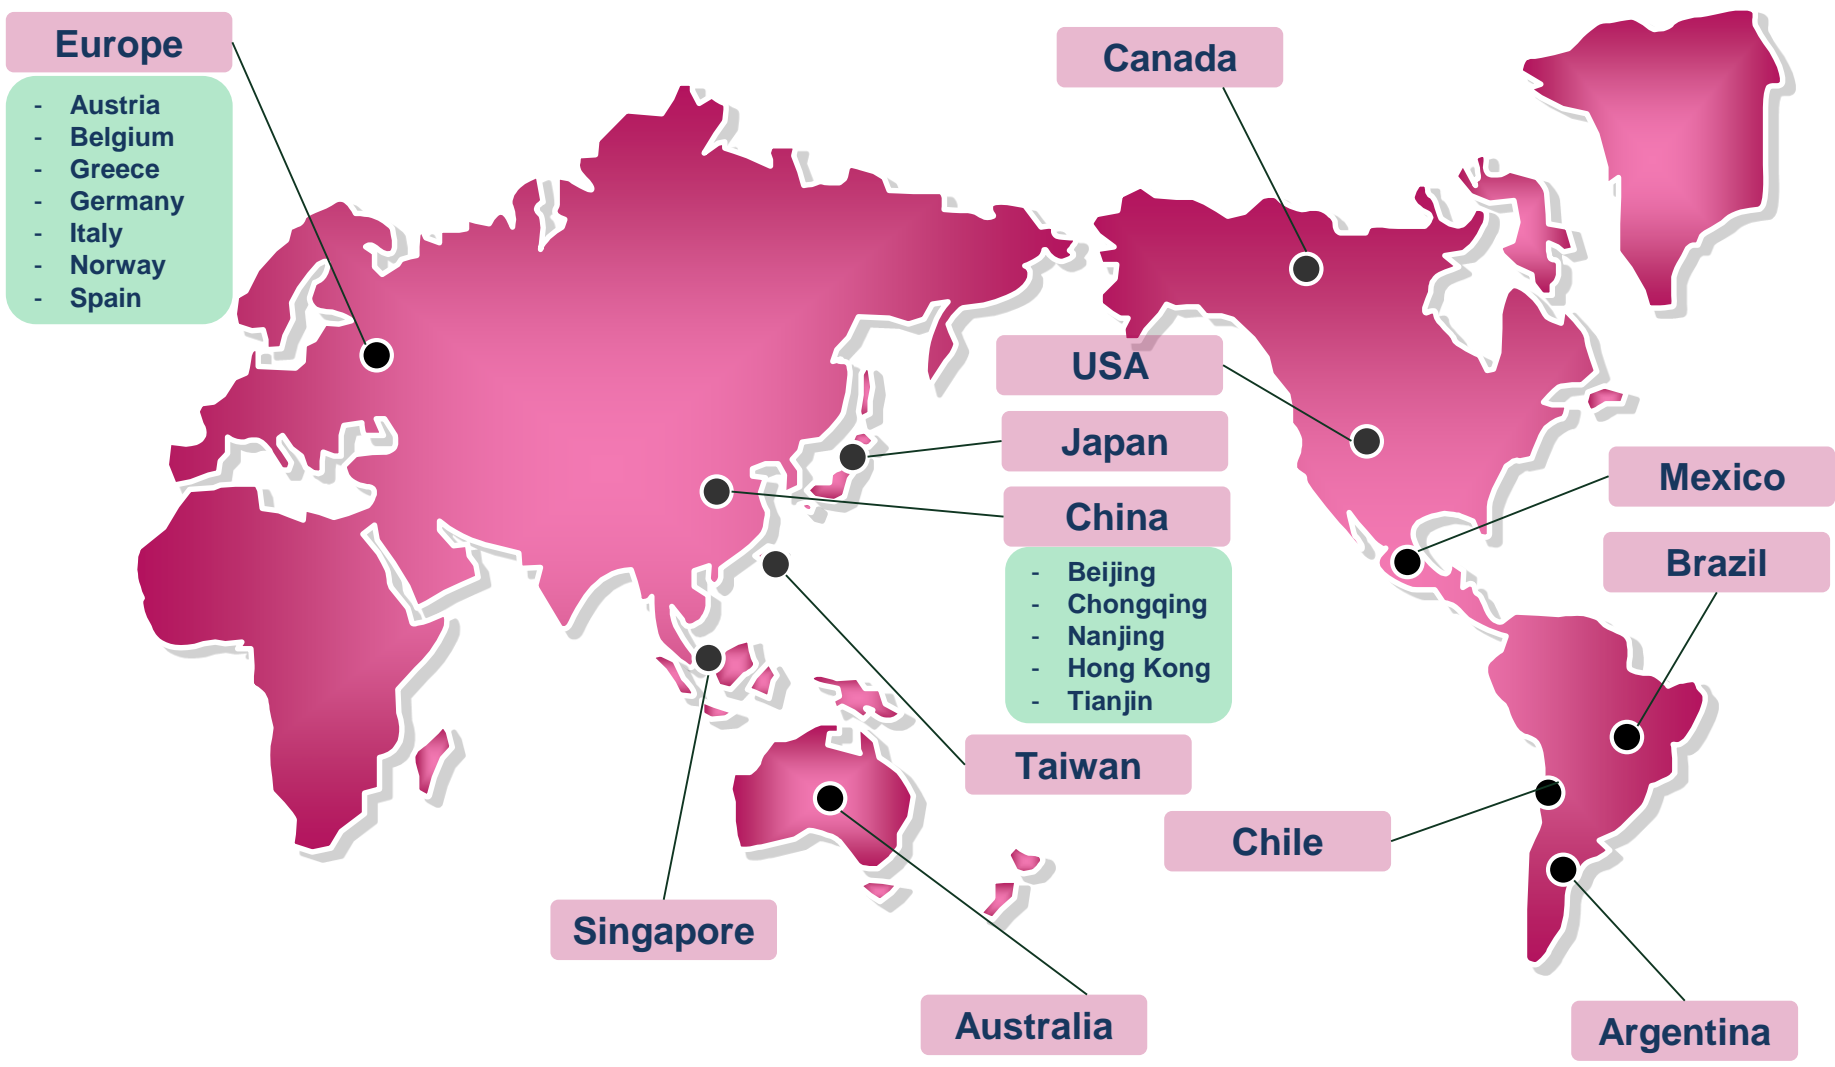 Europe
- Austria
- Belgium
- Greece
- Germany
- Italy
- Norway
- Spain
Canada
USA
Japan
China
- Beijing
- Chongqing
- Nanjing
- Hong Kong
- Tianjin
Mexico
Brazil
Taiwan
Chile
Singapore
Australia
Argentina